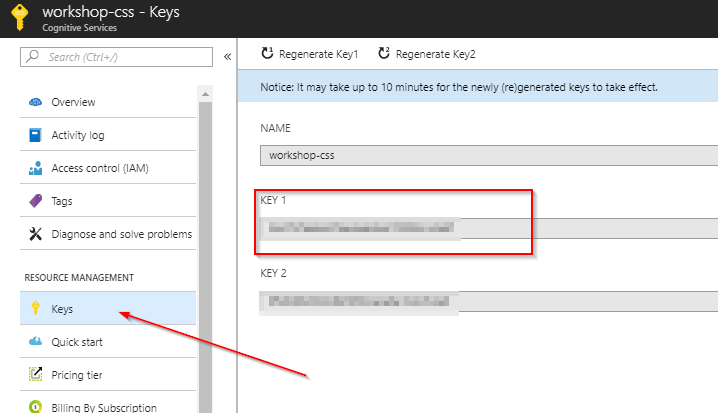 workshop-css - Keys
Cognitive Services
Search (Ctrl+/)
«
Overview
Activity log
Access control (IAM)
Tags
Diagnose and solve problems
RESOURCE MANAGEMENT
Keys
Quick start
Pricing tier
Billing By Subscription
Regenerate Key1
Regenerate Key2
Notice: It may take up to 10 minutes for the newly (re)generated keys to take effect.
NAME
workshop-css
KEY 1
KEY 2